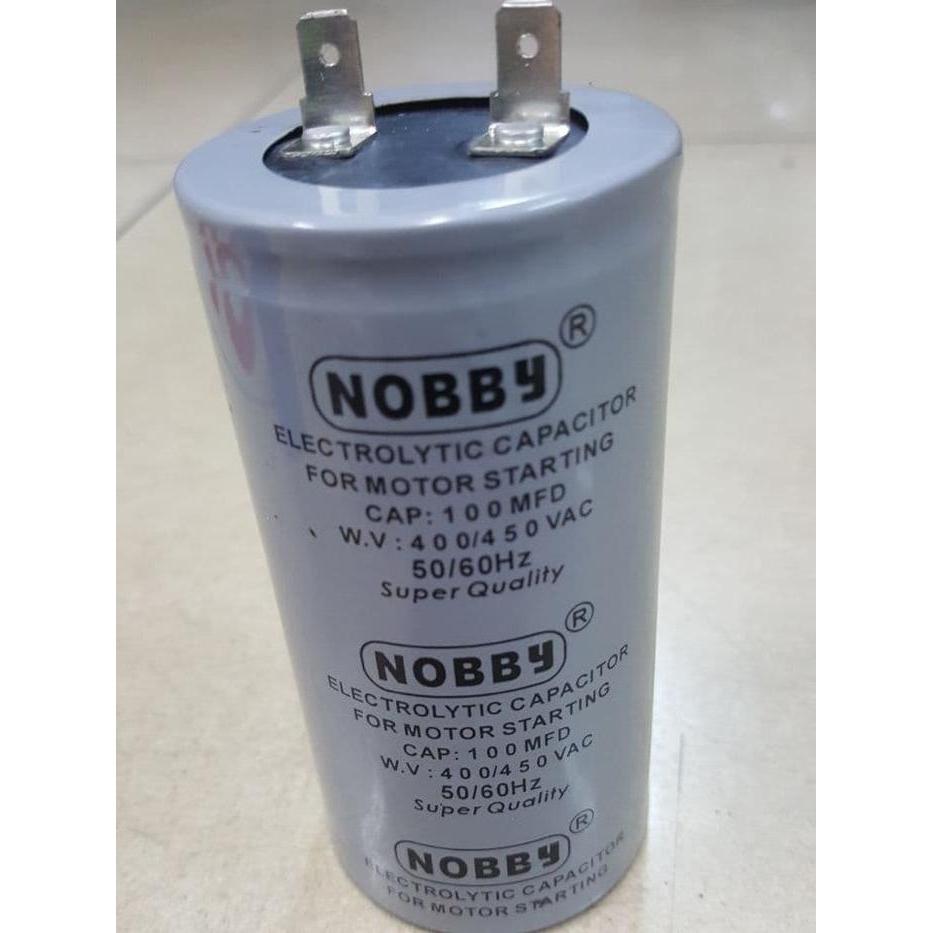 NOBBY ®
ELECTROLYTIC CAPACITOR
FOR MOTOR STARTING
CAP: 100 MFD
W.V : 400/450 VAC
50/60Hz
Super Quality
NOBBY ®
ELECTROLYTIC CAPACITOR
FOR MOTOR STARTING
CAP: 100 MFD
W.V : 400/450 VAC
50/60Hz
Super Quality
NOBBY ®
ELECTROLYTIC CAPACITOR
FOR MOTOR STARTING